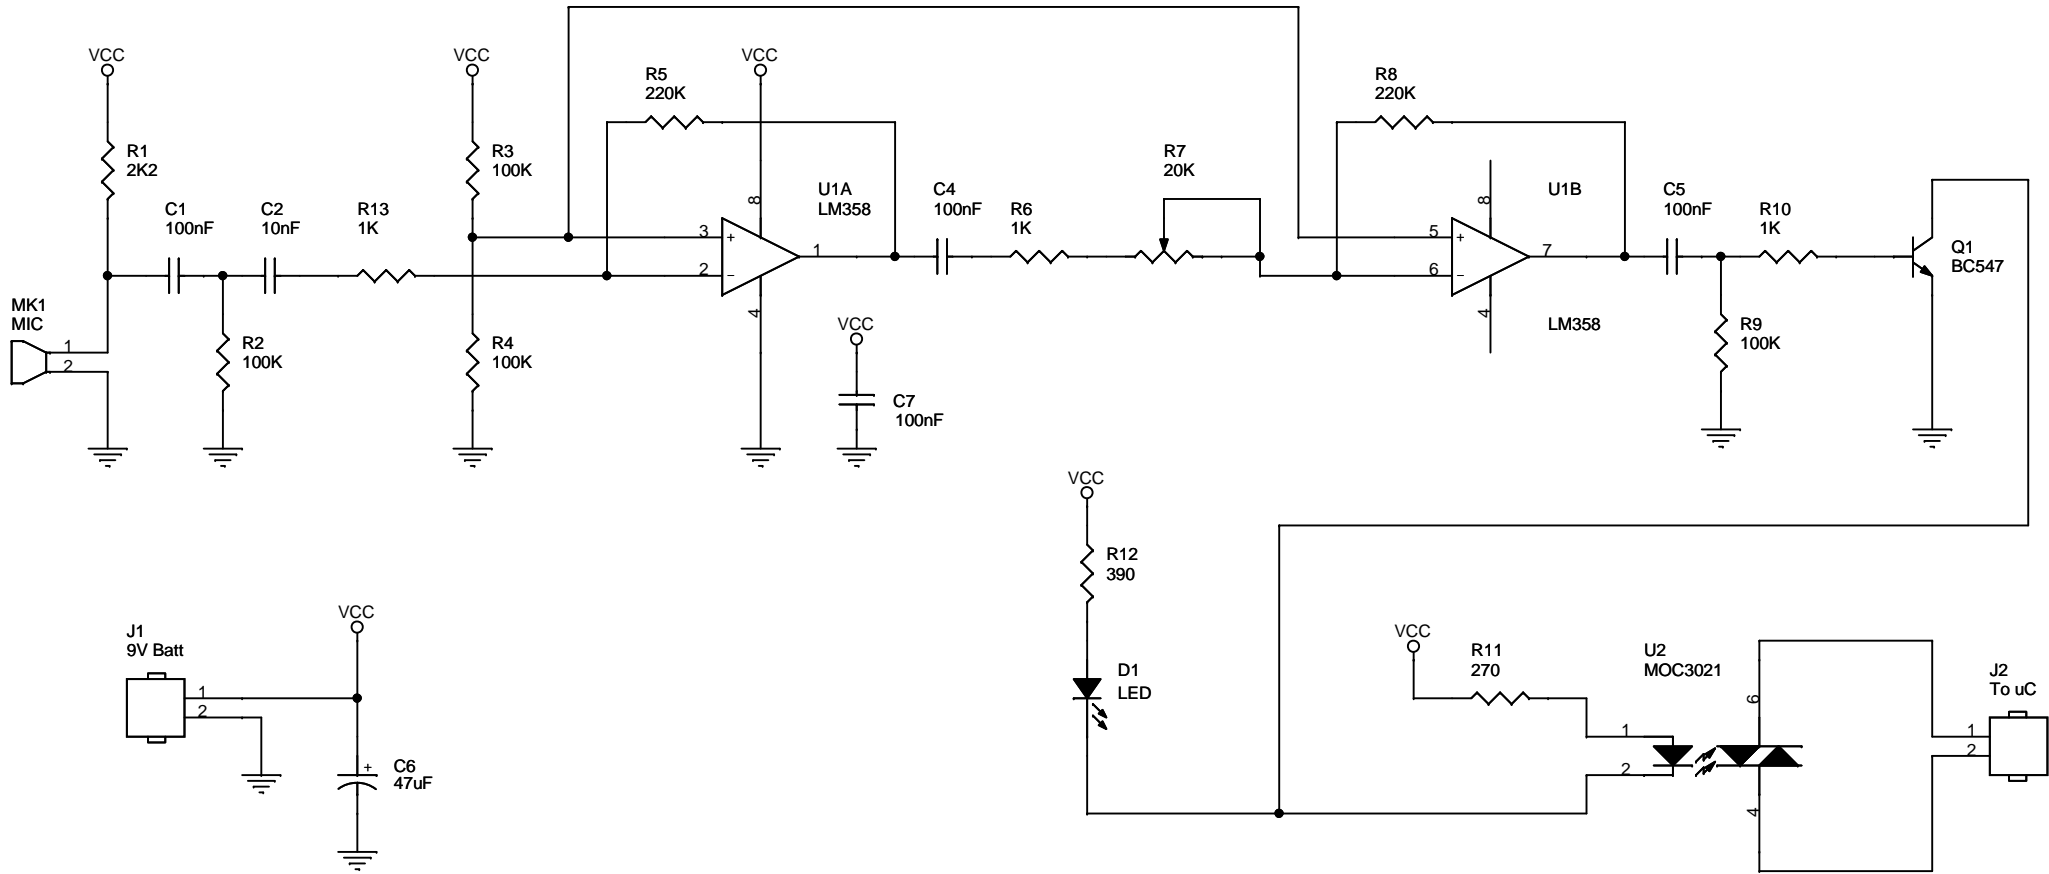 VCC
R1
2K2
C1
100nF
C2
10nF
R13
1K
MK1
MIC
1
2
R2
100K
VCC
R3
100K
R4
100K
R5
220K
VCC
U1A
LM358
8
3
+
2
−
1
4
VCC
C7
100nF
C4
100nF
R6
1K
R7
20K
R8
220K
U1B
8
5
+
6
−
7
4
LM358
C5
100nF
R10
1K
R9
100K
Q1
BC547
VCC
R12
390
D1
LED
J1
9V Batt
1
2
VCC
+
C6
47uF
VCC
R11
270
U2
MOC3021
1
2
6
4
J2
To uC
1
2